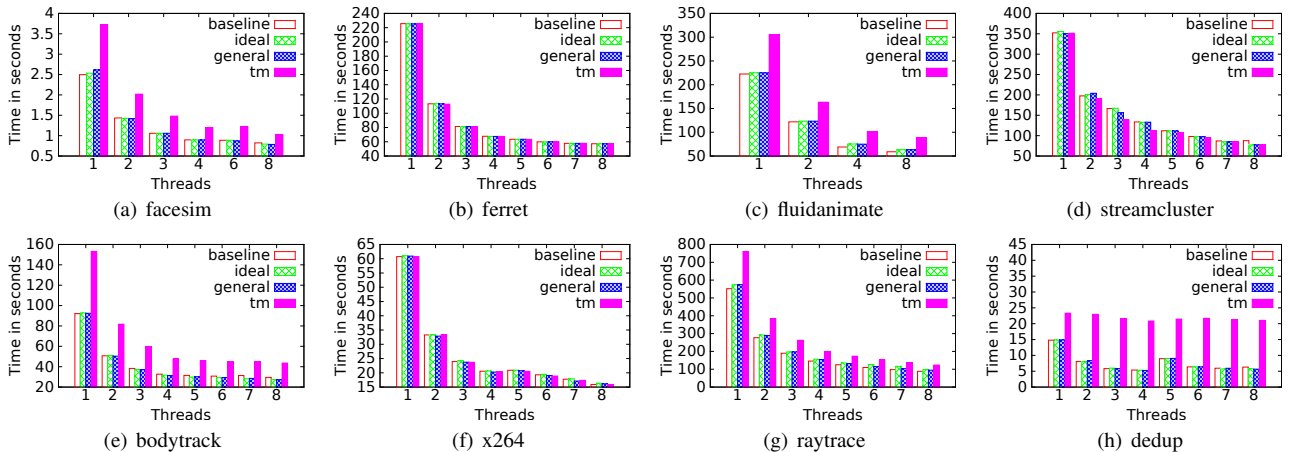 4
3.5
3
2.5
2
1.5
1
0.5
Time in seconds
baseline
ideal
general
tm
1 2 3 4 6 8
Threads
(a) facesim
240
220
200
180
160
140
120
100
80
60
40
Time in seconds
baseline
ideal
general
tm
1 2 3 4 5 6 7 8
Threads
(b) ferret
350
300
250
200
150
100
50
Time in seconds
baseline
ideal
general
tm
1 2 4 8
Threads
(c) fluidanimate
400
350
300
250
200
150
100
50
Time in seconds
baseline
ideal
general
tm
1 2 3 4 5 6 7 8
Threads
(d) streamcluster
160
140
120
100
80
60
40
20
Time in seconds
baseline
ideal
general
tm
1 2 3 4 5 6 7 8
Threads
(e) bodytrack
65
60
55
50
45
40
35
30
25
20
15
Time in seconds
baseline
ideal
general
tm
1 2 3 4 5 6 7 8
Threads
(f) x264
800
700
600
500
400
300
200
100
0
Time in seconds
baseline
ideal
general
tm
1 2 3 4 5 6 7 8
Threads
(g) raytrace
45
40
35
30
25
20
15
10
5
0
Time in seconds
baseline
ideal
general
tm
1 2 3 4 5 6 7 8
Threads
(h) dedup